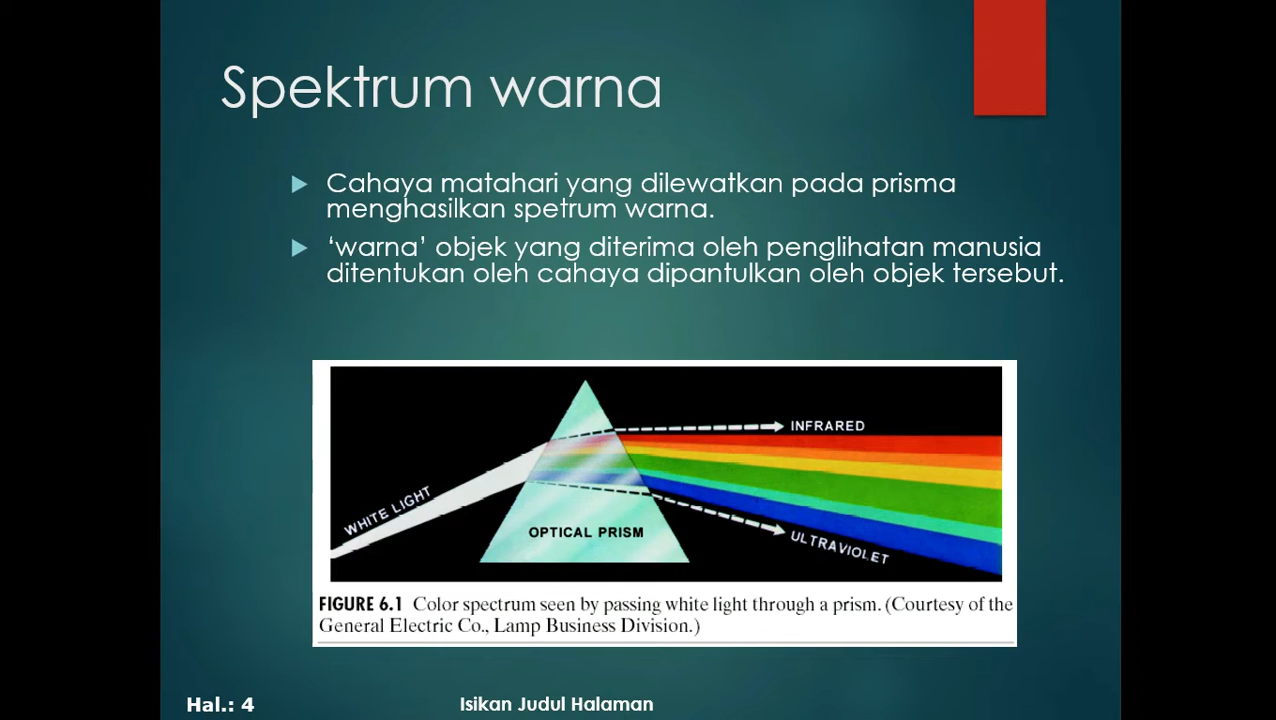 Spektrum warna
Cahaya matahari yang dilewatkan pada prisma
menghasilkan spetrum warna.
‘warna’ objek yang diterima oleh penglihatan manusia
ditentukan oleh cahaya dipantulkan oleh objek tersebut.
INFRARED
WHITE LIGHT
OPTICAL PRISM
ULTRAVIOLET
FIGURE 6.1 Color spectrum seen by passing white light through a prism. (Courtesy of the
General Electric Co., Lamp Business Division.)
Hal.: 4 Isikan Judul Halaman